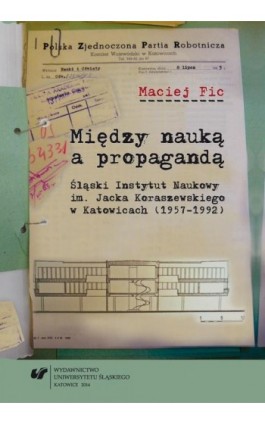 Polska Zjednoczona Partia Robotnicza
Maciej Fic
Między nauką
a propagandą
Śląski Instytut Naukowy
im. Jacka Koraszewskiego
w Katowicach (1957–1992)
WYDAWNICTWO
UNIWERSYTETU ŚLĄSKIEGO
KATOWICE 2014